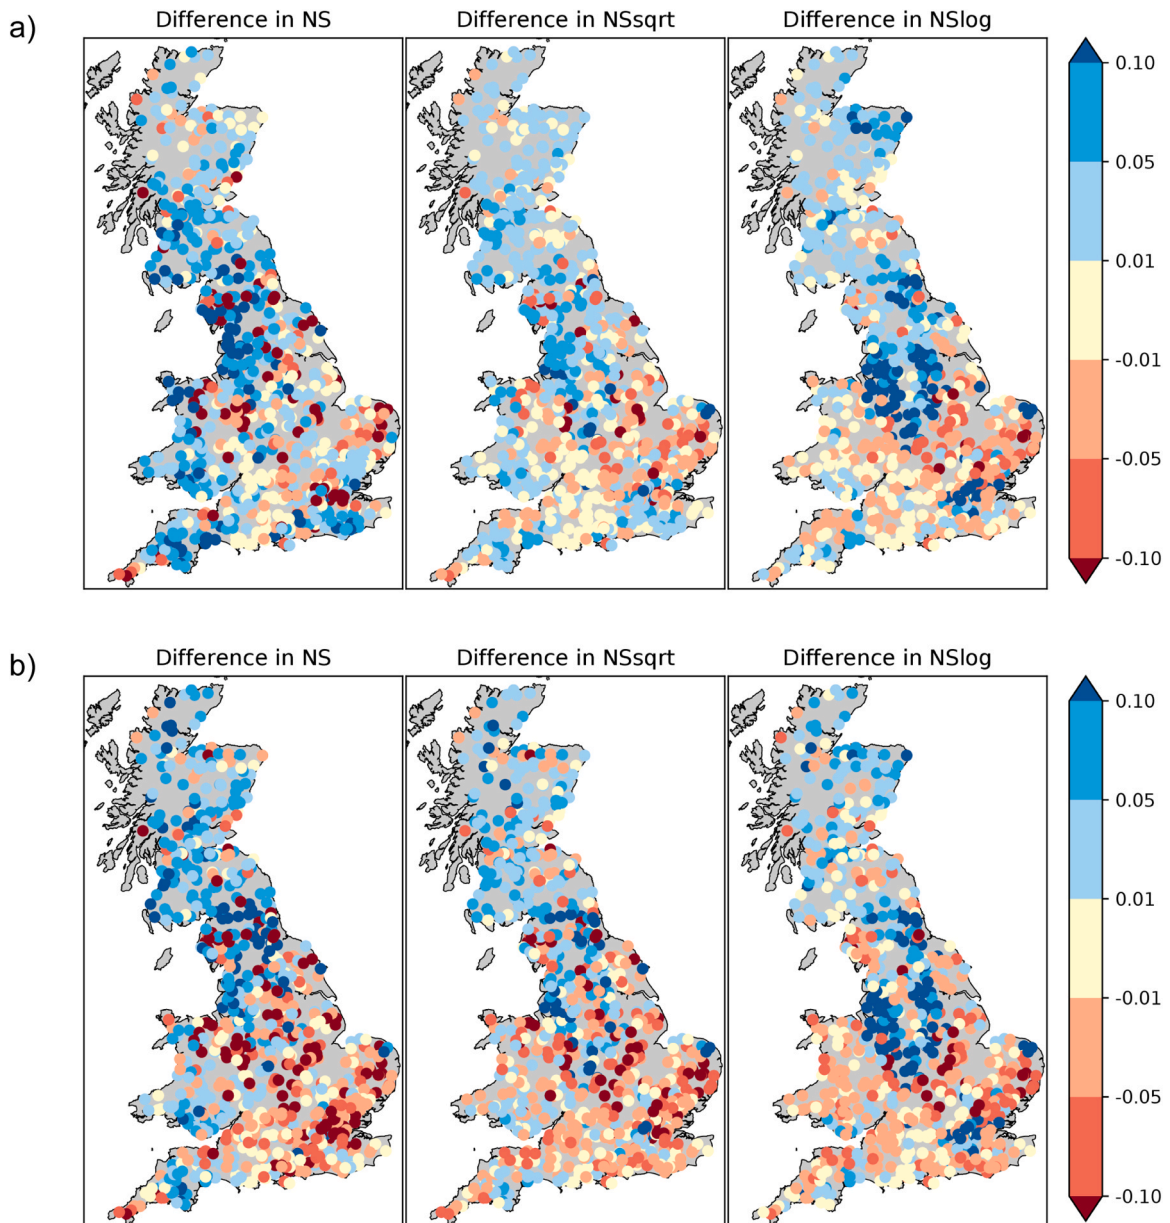 a)
Difference in NS
Difference in NSsqrt
Difference in NSlog
0.10
0.05
0.01
-0.01
-0.05
-0.10
b)
Difference in NS
Difference in NSsqrt
Difference in NSlog
0.10
0.05
0.01
-0.01
-0.05
-0.10